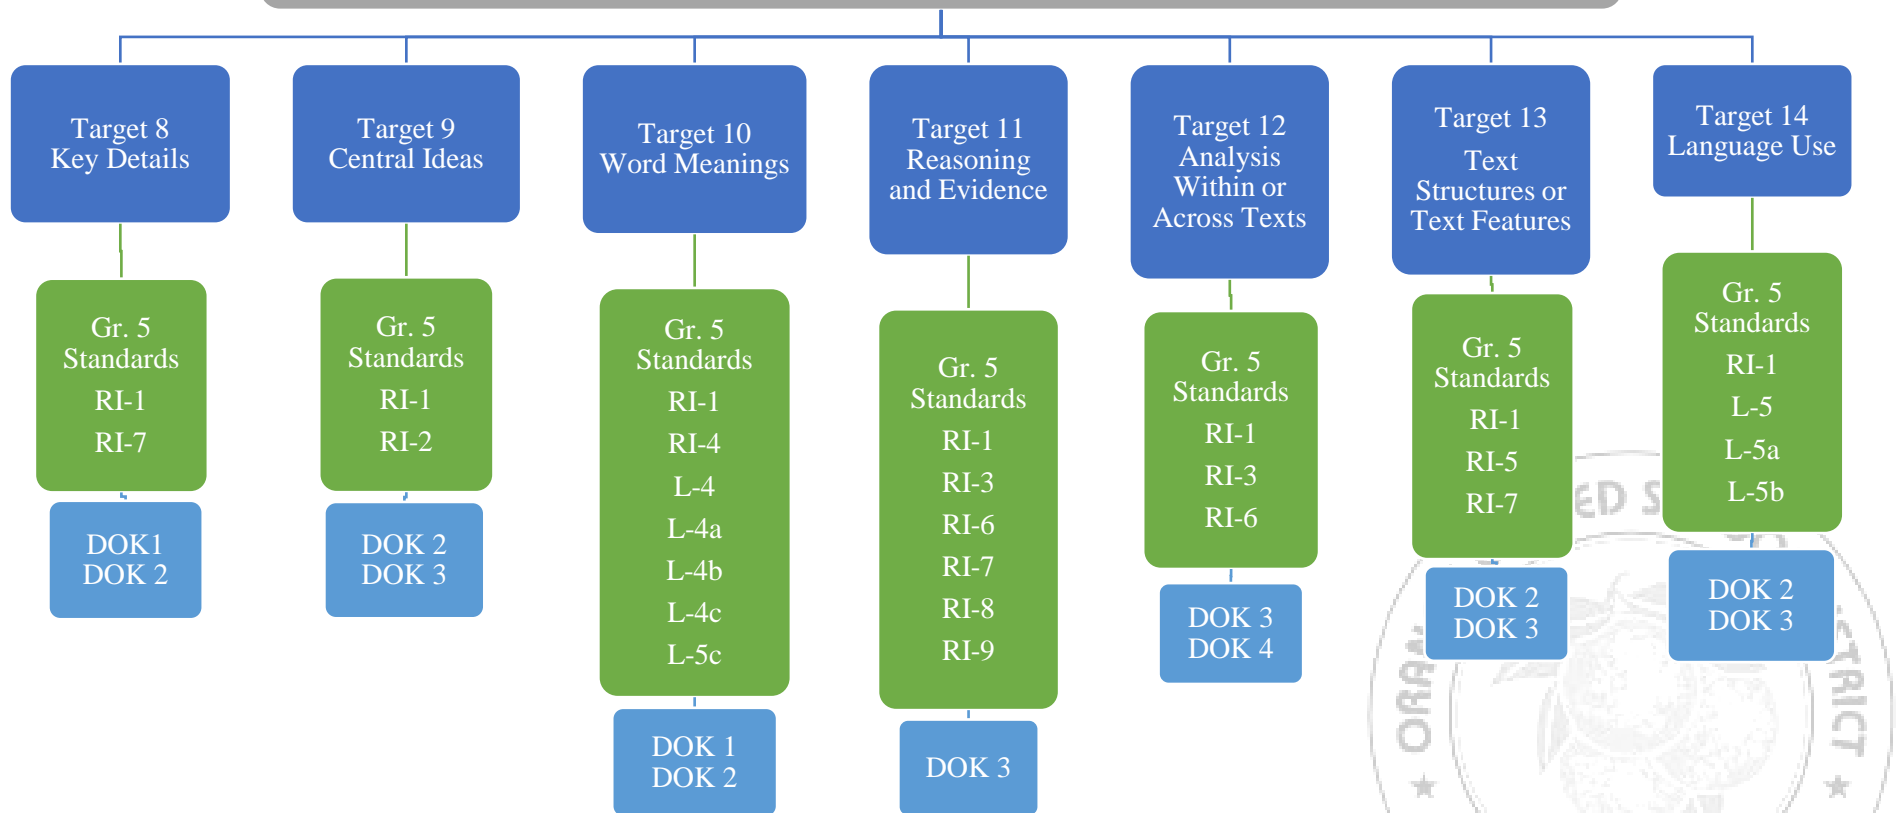 Target 8
Key Details
Gr. 5
Standards
RI-1
RI-7
DOK1
DOK 2
Target 9
Central Ideas
Gr. 5
Standards
RI-1
RI-2
DOK 2
DOK 3
Target 10
Word Meanings
Gr. 5
Standards
RI-1
RI-4
L-4
L-4a
L-4b
L-4c
L-5c
DOK 1
DOK 2
Target 11
Reasoning
and Evidence
Gr. 5
Standards
RI-1
RI-3
RI-6
RI-7
RI-8
RI-9
DOK 3
Target 12
Analysis
Within or
Across Texts
Gr. 5
Standards
RI-1
RI-3
RI-6
DOK 3
DOK 4
Target 13
Text
Structures or
Text Features
Gr. 5
Standards
RI-1
RI-5
RI-7
DOK 2
DOK 3
Target 14
Language Use
Gr. 5
Standards
RI-1
L-5
L-5a
L-5b
DOK 2
DOK 3